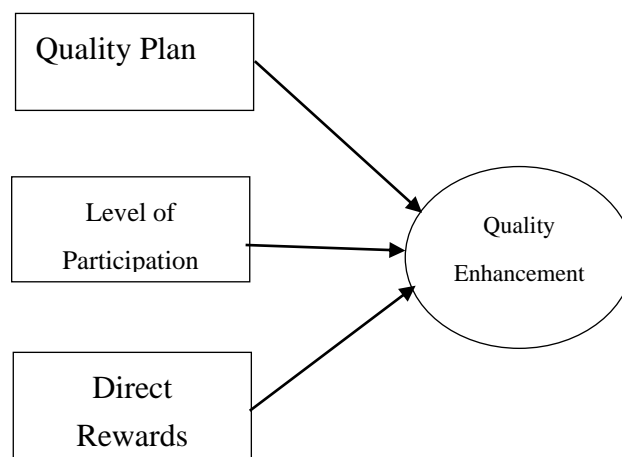 Quality Plan
Level of
Participation
Quality
Enhancement
Direct
Rewards